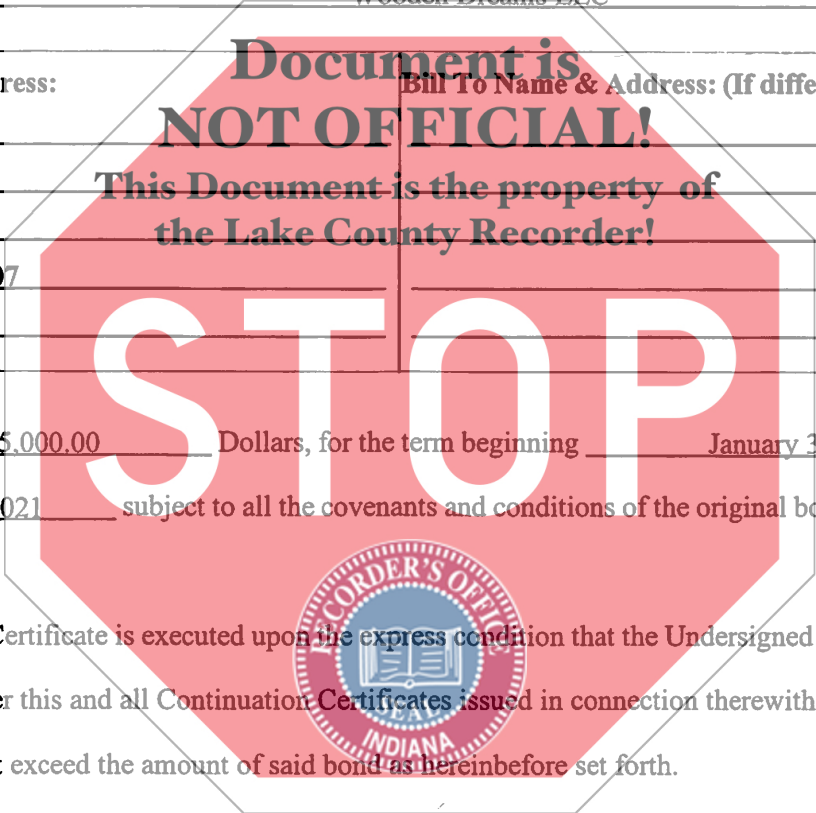 Wooden Dreams LLC
Document is
ress:
Bill To Name & Address: (If diffe
NOT OFFICIAL!
This Document is the property of
the Lake County Recorder!
07
STOP
5,000.00 Dollars, for the term beginning January 3
021 subject to all the covenants and conditions of the original bo
RECORDER'S OFFICE
Certificate is executed upon the express condition that the Undersigned
er this and all Continuation Certificates issued in connection therewith
SEAL
INDIANA
t exceed the amount of said bond as hereinbefore set forth.